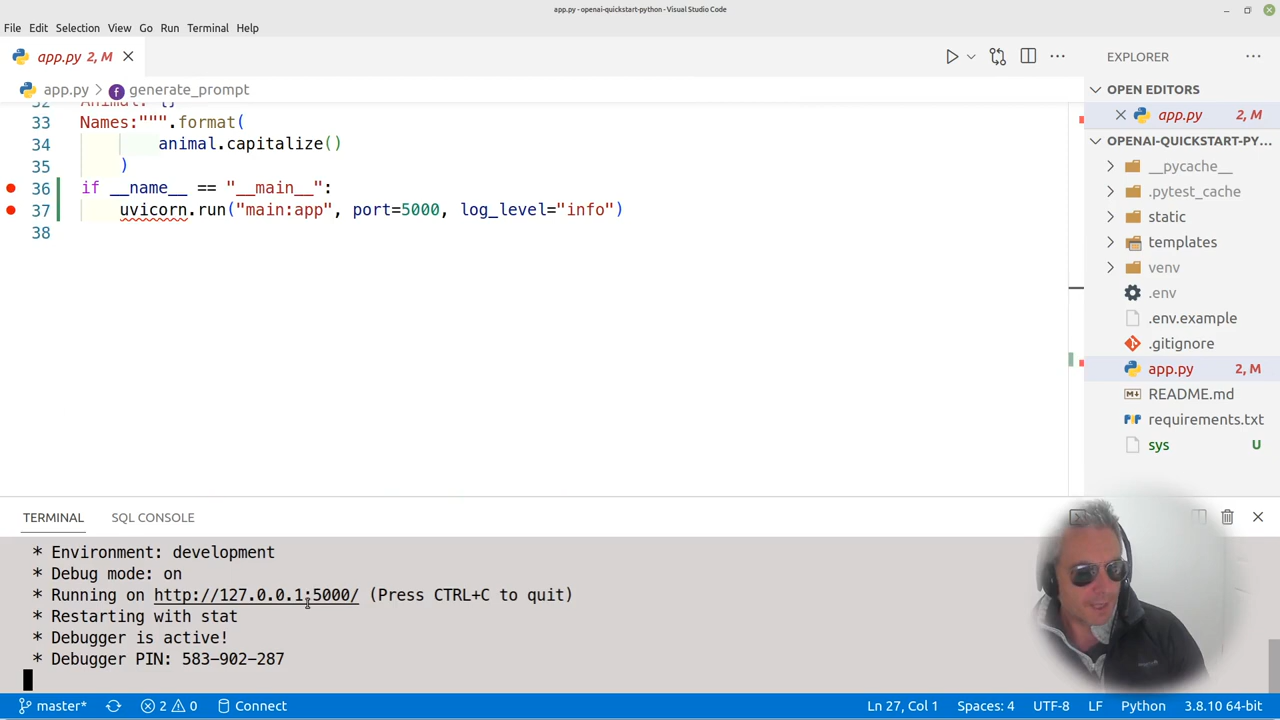 app.py - openai-quickstart-python - Visual Studio Code
File Edit Selection View Go Run Terminal Help
app.py 2, M
app.py > generate_prompt
32 Animal: {}
33 Names:""".format(
34 animal.capitalize()
35 )
36 if __name__ == "__main__":
37 uvicorn.run("main:app", port=5000, log_level="info")
38
EXPLORER
OPEN EDITORS
app.py 2, M
OPENAI-QUICKSTART-PY...
__pycache__
.pytest_cache
static
templates
venv
.env
.env.example
.gitignore
app.py 2, M
README.md
requirements.txt
sys U
TERMINAL SQL CONSOLE
* Environment: development
* Debug mode: on
* Running on http://127.0.0.1:5000/ (Press CTRL+C to quit)
* Restarting with stat
* Debugger is active!
* Debugger PIN: 583-902-287
master* 2 0 Connect Ln 27, Col 1 Spaces: 4 UTF-8 LF Python 3.8.10 64-bit